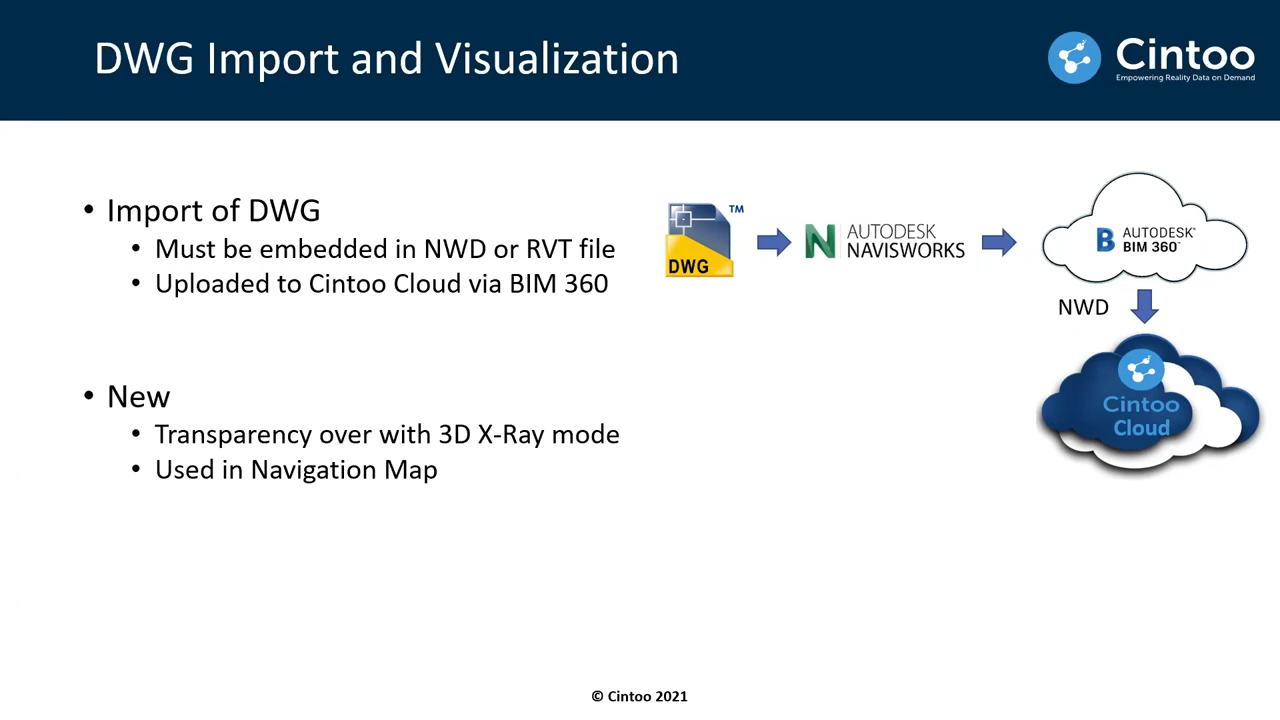 DWG Import and Visualization
Cintoo
Empowering Reality Data on Demand
• Import of DWG
• Must be embedded in NWD or RVT file
• Uploaded to Cintoo Cloud via BIM 360
• New
• Transparency over with 3D X-Ray mode
• Used in Navigation Map
TM
DWG
N AUTODESK
NAVISWORKS
B AUTODESK®
BIM 360™
NWD
Cintoo
Cloud
© Cintoo 2021